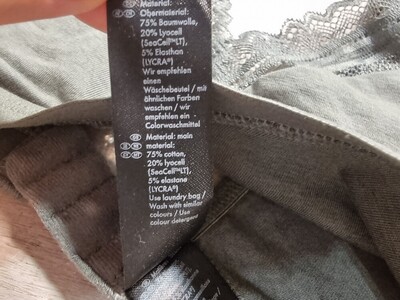 Material:
Obermaterial:
75% Baumwolle,
20% Lyocell
(SeaCell™LT),
5% Elasthan
(LYCRA®)
Wir empfehlen
einen
Wäschebeutel / mit
ähnlichen Farben
waschen / wir
empfehlen ein
Colorwaschmittel
Material: main
material:
75% cotton,
20% lyocell
(SeaCell™LT),
5% elastane
(LYCRA®)
Use laundry bag /
Wash with similar
colours / Use
colour detergent